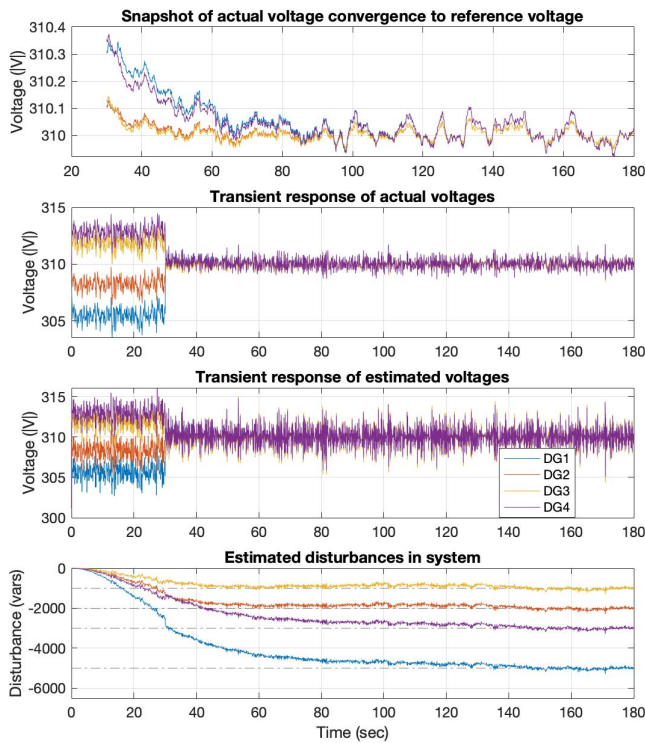 Snapshot of actual voltage convergence to reference voltage
Voltage (|V|)
310.4
310.3
310.2
310.1
310
20 40 60 80 100 120 140 160 180
Transient response of actual voltages
Voltage (|V|)
315
310
305
0 20 40 60 80 100 120 140 160 180
Transient response of estimated voltages
Voltage (|V|)
315
310
305
300
DG1
DG2
DG3
DG4
0 20 40 60 80 100 120 140 160 180
Estimated disturbances in system
Disturbance (vars)
0
-2000
-4000
-6000
0 20 40 60 80 100 120 140 160 180
Time (sec)